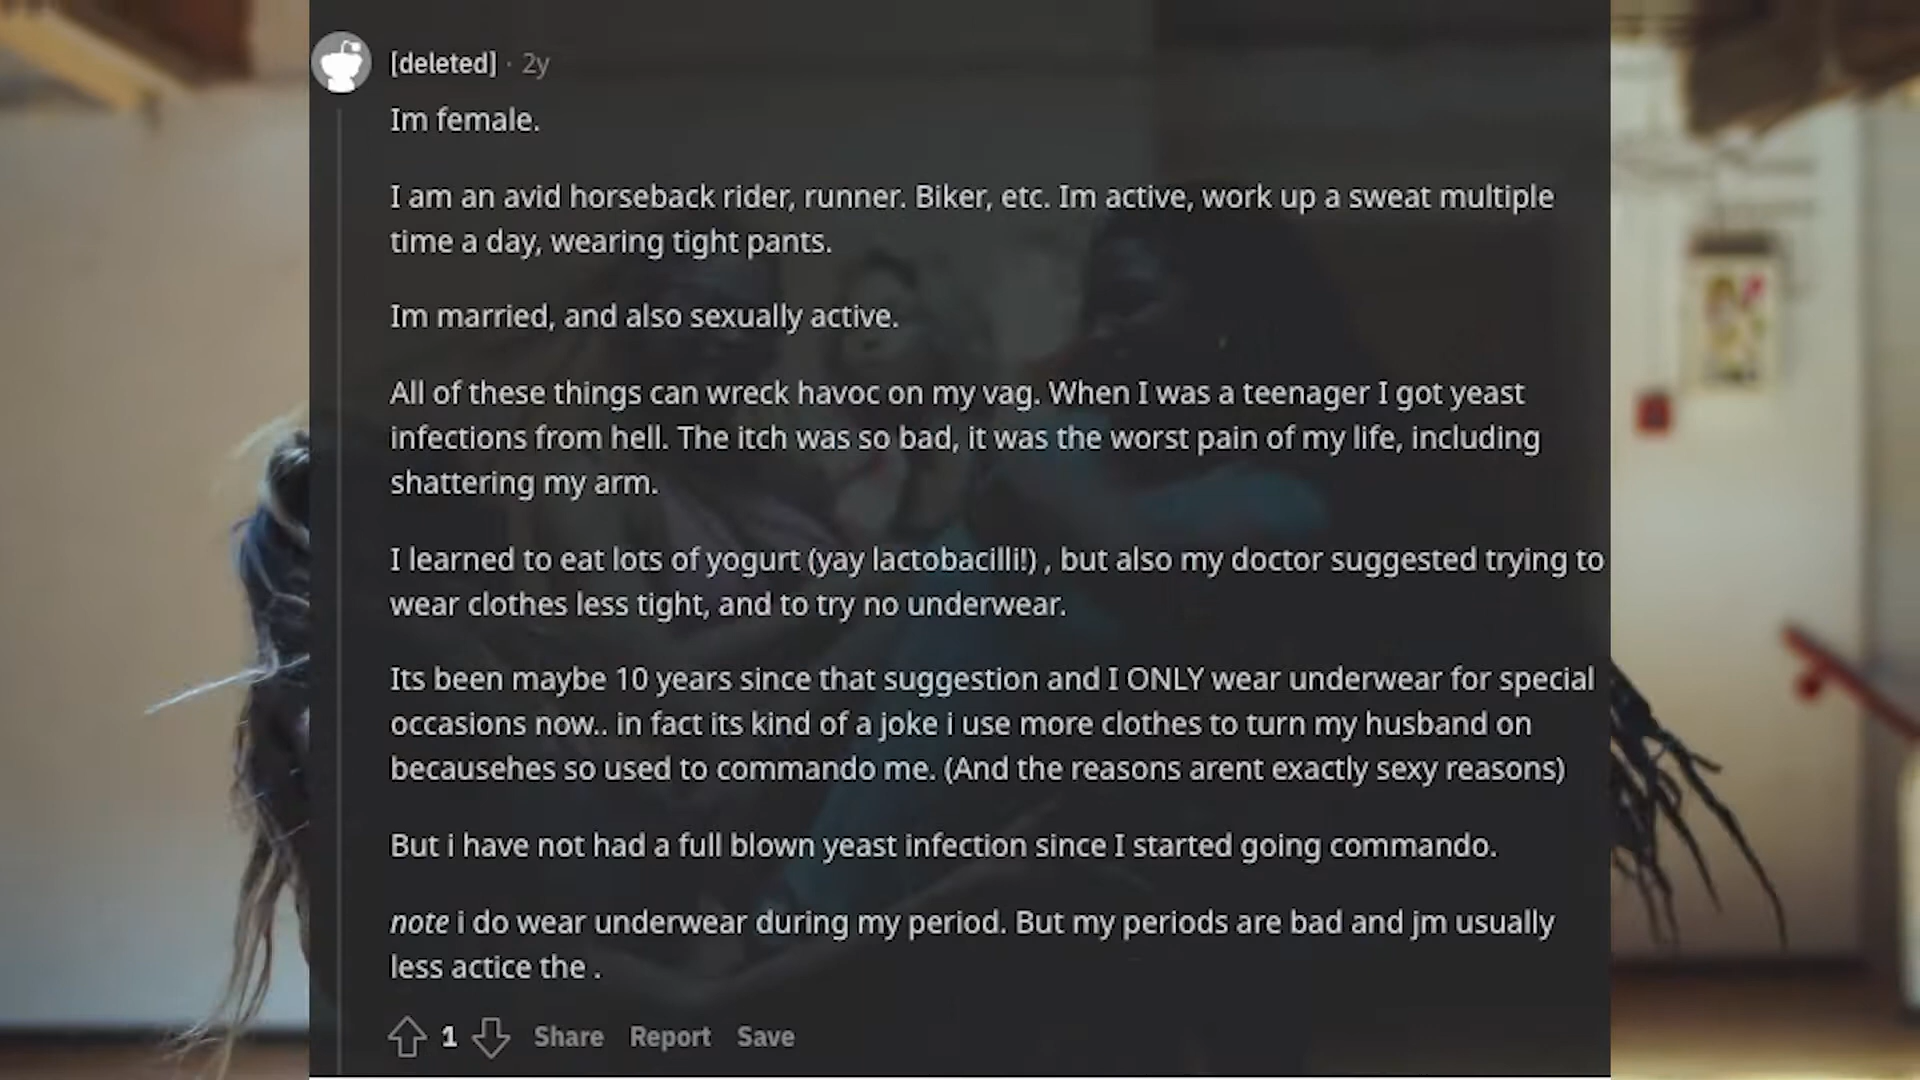 [deleted] · 2y
Im female.
I am an avid horseback rider, runner. Biker, etc. Im active, work up a sweat multiple
time a day, wearing tight pants.
Im married, and also sexually active.
All of these things can wreck havoc on my vag. When I was a teenager I got yeast
infections from hell. The itch was so bad, it was the worst pain of my life, including
shattering my arm.
I learned to eat lots of yogurt (yay lactobacilli!) , but also my doctor suggested trying to
wear clothes less tight, and to try no underwear.
Its been maybe 10 years since that suggestion and I ONLY wear underwear for special
occasions now.. in fact its kind of a joke i use more clothes to turn my husband on
becausehes so used to commando me. (And the reasons arent exactly sexy reasons)
But i have not had a full blown yeast infection since I started going commando.
note i do wear underwear during my period. But my periods are bad and jm usually
less actice the .
1 Share Report Save